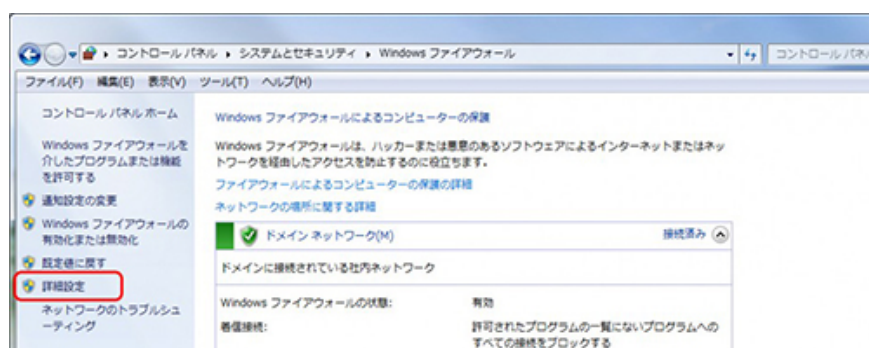 コントロール パネル ▸ システムとセキュリティ ▸ Windows ファイアウォール
コントロール パネル
ファイル(F) 編集(E) 表示(V) ツール(T) ヘルプ(H)
コントロール パネル ホーム
Windows ファイアウォールを
介したプログラムまたは機能
を許可する
通知設定の変更
Windows ファイアウォールの
有効化または無効化
既定値に戻す
詳細設定
ネットワークのトラブルシュ
ーティング
Windows ファイアウォールによるコンピューターの保護
Windows ファイアウォールは、ハッカーまたは悪意のあるソフトウェアによるインターネットまたはネッ
トワークを経由したアクセスを防止するのに役立ちます。
ファイアウォールによるコンピューターの保護の詳細
ネットワークの場所に関する詳細
ドメイン ネットワーク(M) 接続済み
ドメインに接続されている社内ネットワーク
Windows ファイアウォールの状態: 有効
着信接続: 許可されたプログラムの一覧にないプログラムへの
すべての接続をブロックする